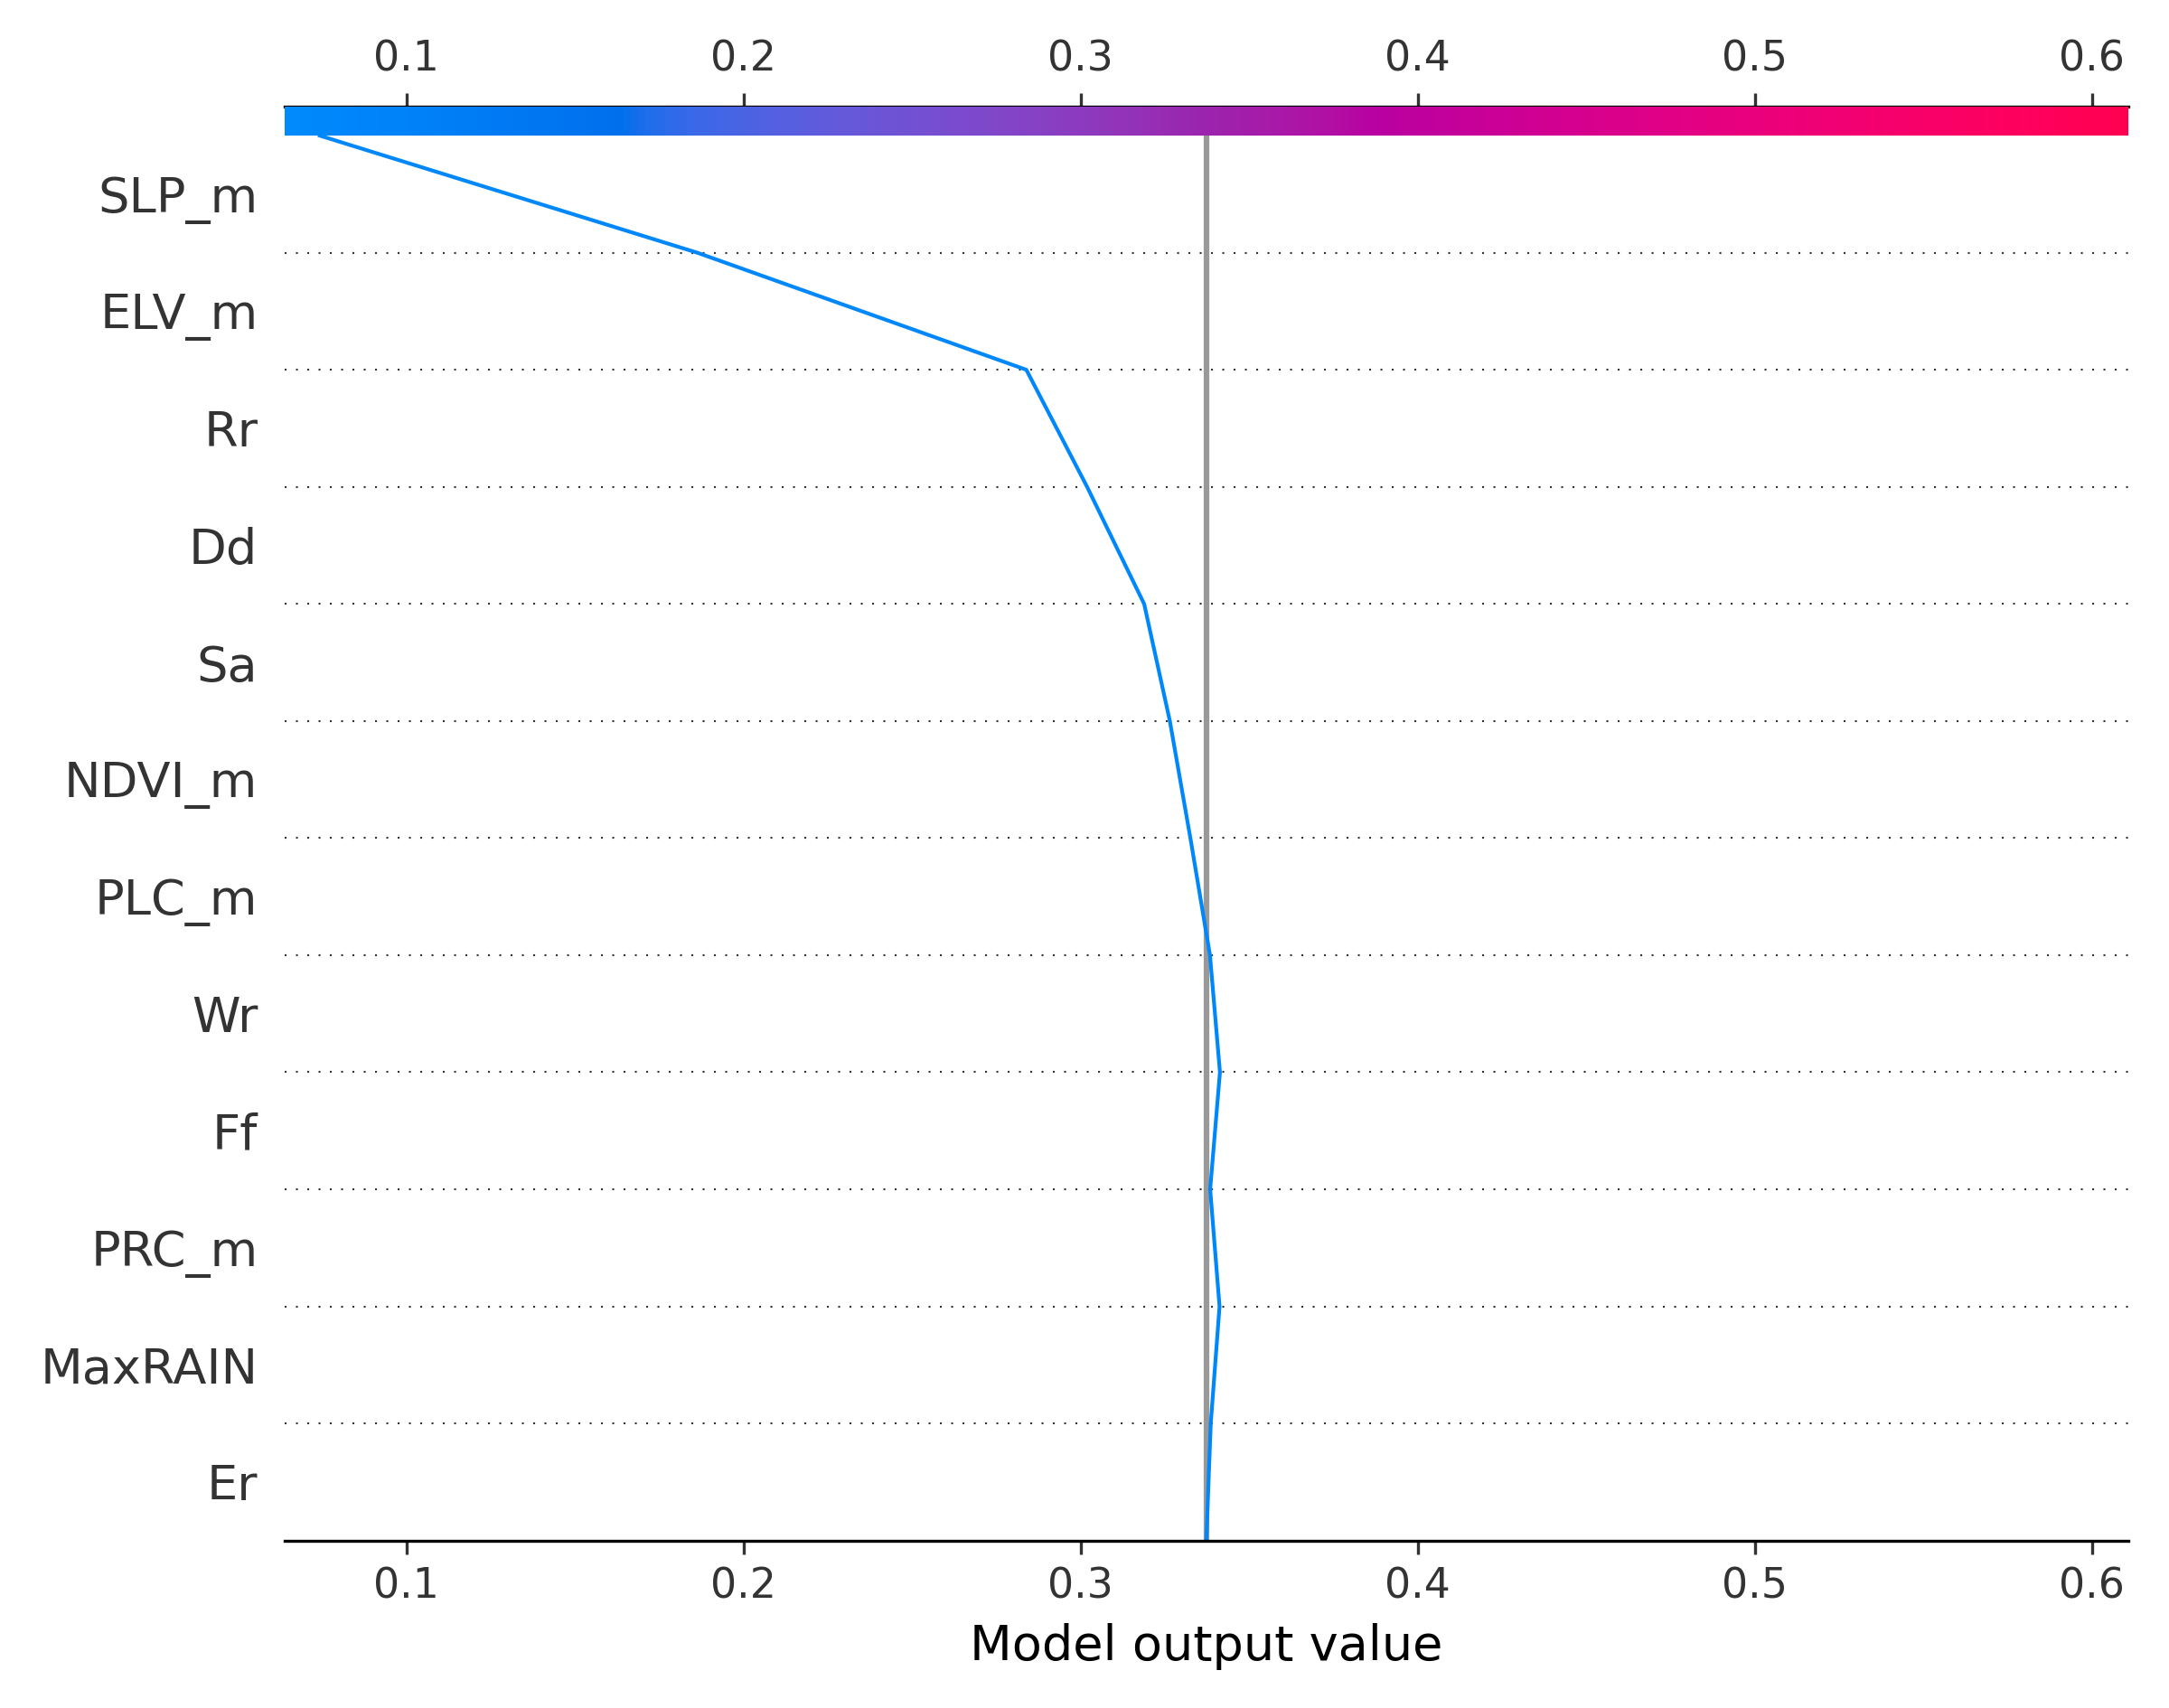 0.1 0.2 0.3 0.4 0.5 0.6
SLP_m
ELV_m
Rr
Dd
Sa
NDVI_m
PLC_m
Wr
Ff
PRC_m
MaxRAIN
Er
0.1 0.2 0.3 0.4 0.5 0.6
Model output value